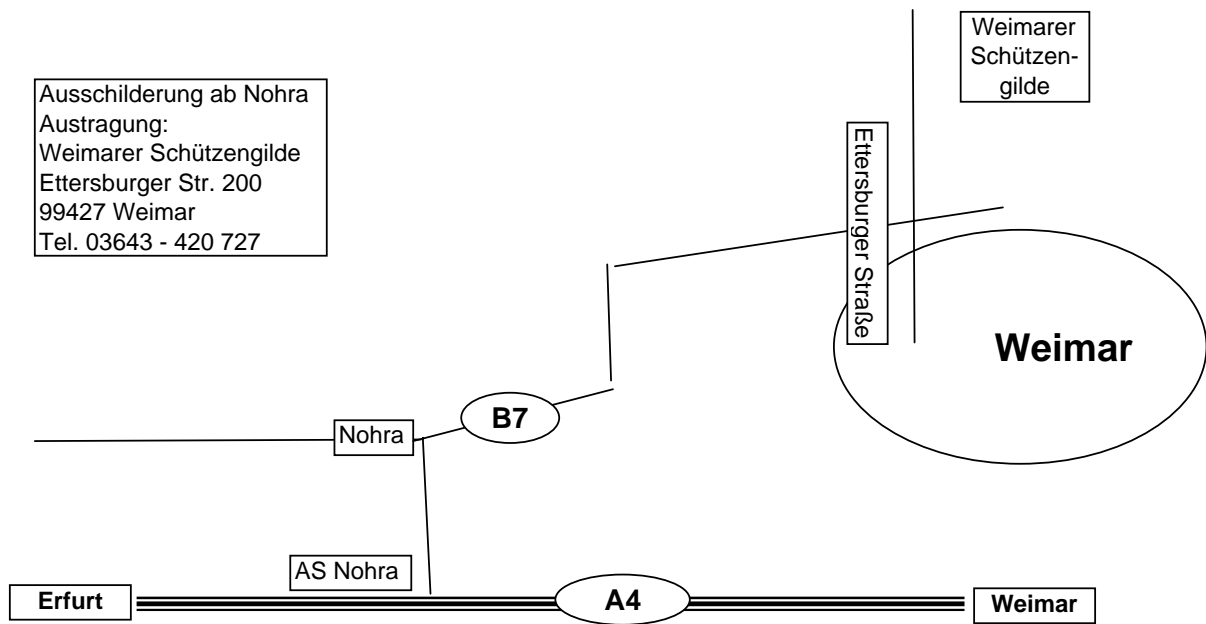 Weimarer
Schützen-
gilde
Ausschilderung ab Nohra
Austragung:
Weimarer Schützengilde
Ettersburger Str. 200
99427 Weimar
Tel. 03643 - 420 727
Ettersburger Straße
Weimar
B7
Nohra
AS Nohra
Erfurt
A4
Weimar